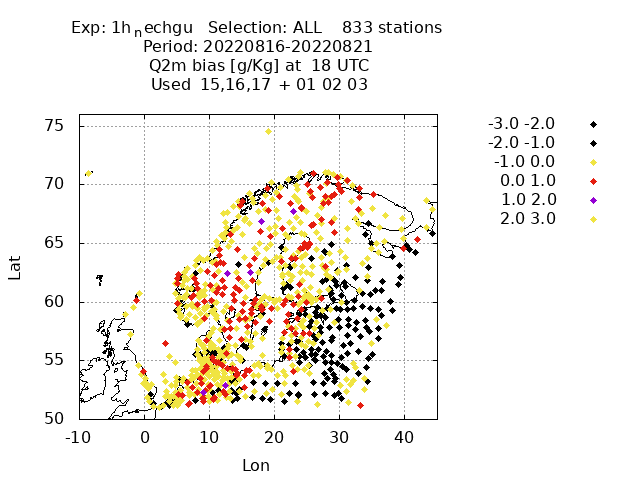 Exp: 1h_nechgu Selection: ALL 833 stations
Period: 20220816-20220821
Q2m bias [g/Kg] at 18 UTC
Used 15,16,17 + 01 02 03
-3.0 -2.0
-2.0 -1.0
-1.0 0.0
0.0 1.0
1.0 2.0
2.0 3.0
75
70
65
60
55
50
Lat
-10 0 10 20 30 40
Lon